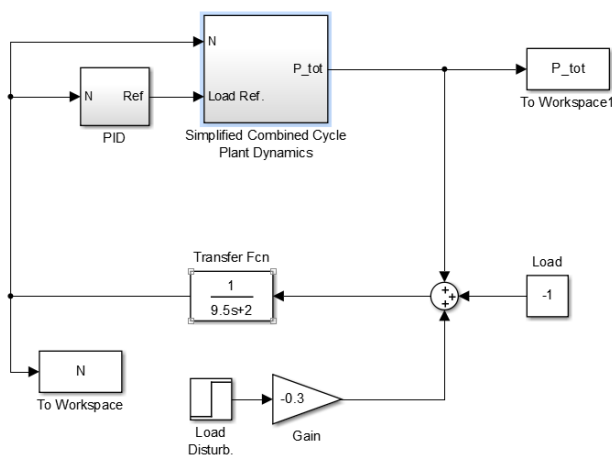 N
P_tot
Load Ref.
Simplified Combined Cycle
Plant Dynamics
N
Ref
PID
P_tot
To Workspace1
Transfer Fcn
1
9.5s+2
Load
-1
+
+
+
N
To Workspace
Load
Disturb.
-0.3
Gain